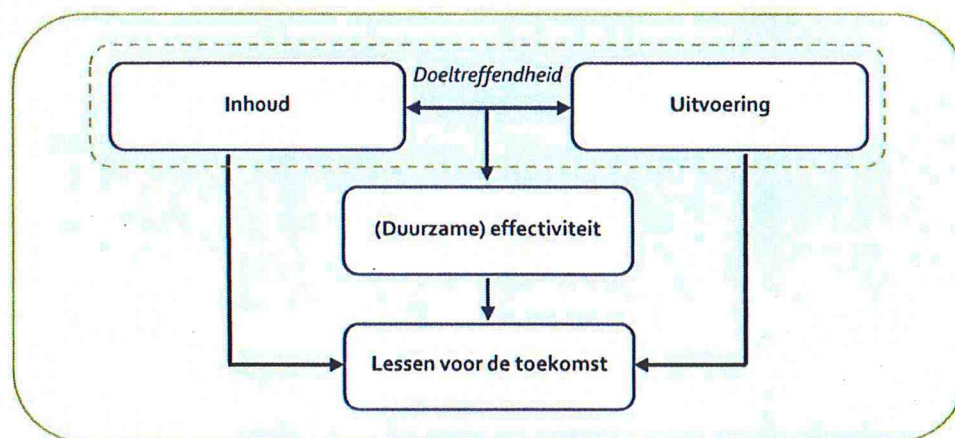 Doeltreffendheid
Inhoud
Uitvoering
(Duurzame) effectiviteit
Lessen voor de toekomst